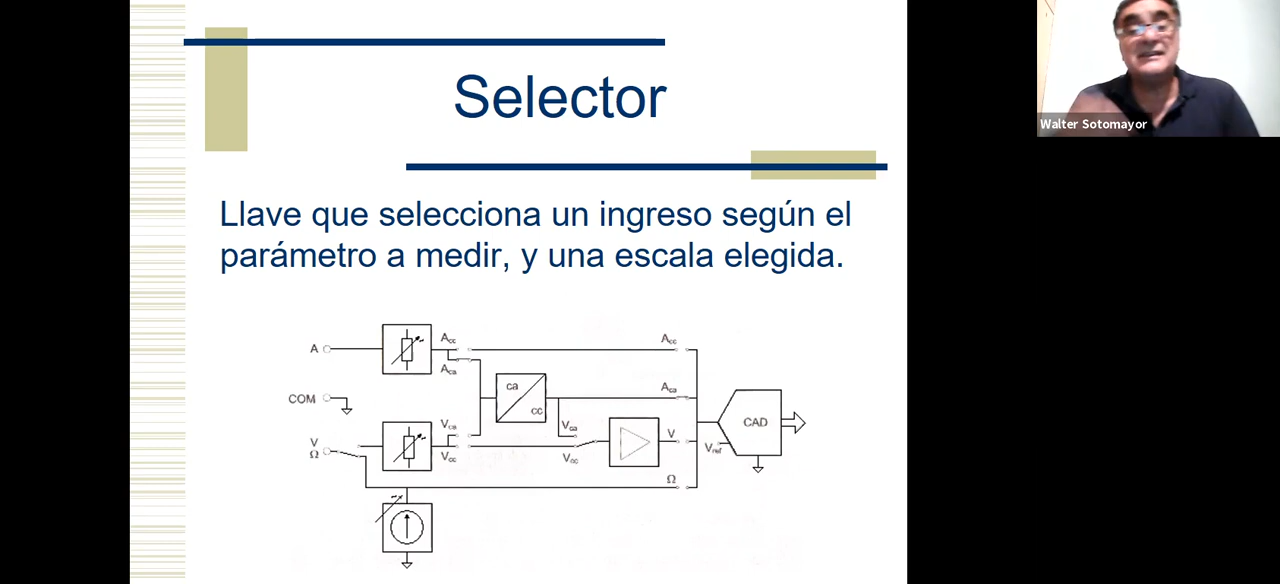 Selector
Walter Sotomayor
Llave que selecciona un ingreso según el
parámetro a medir, y una escala elegida.
A
Acc
Aca
Acc
COM
ca
cc
Aca
V
Ω
Vca
Vcc
Vca
Vcc
V
CAD
Vref
Ω